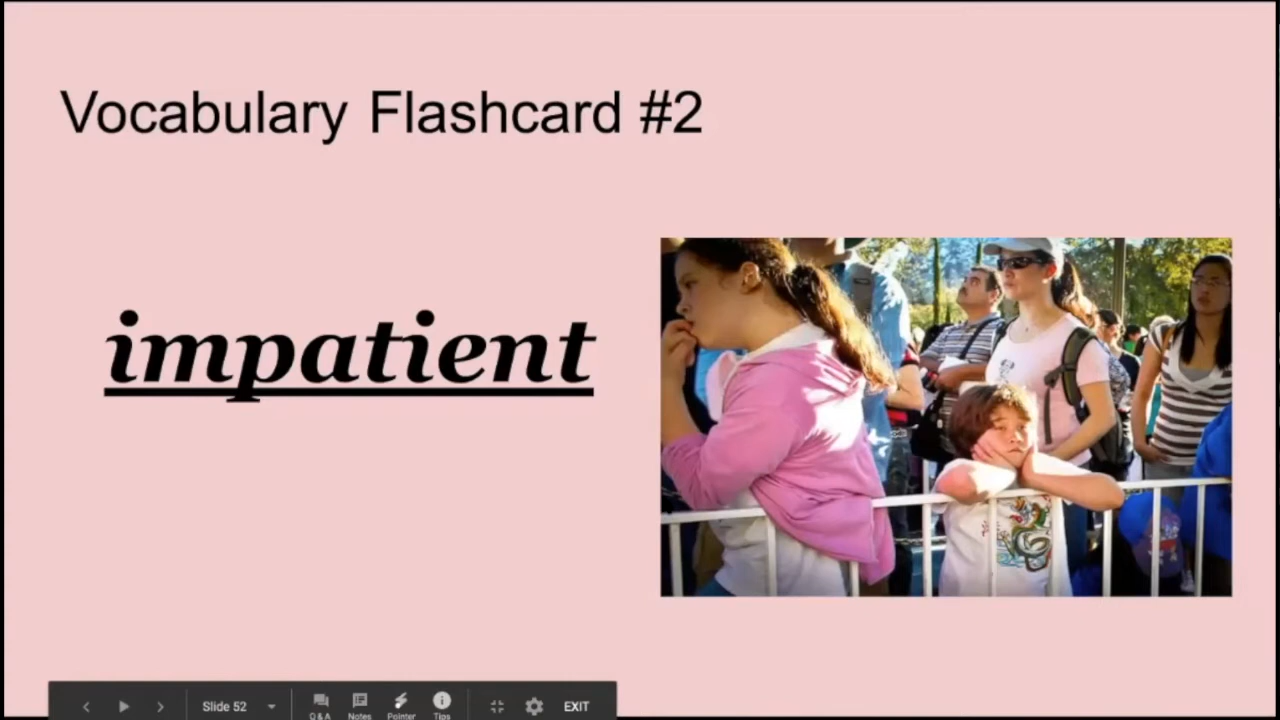 Vocabulary Flashcard #2
impatient
Slide 52
Q&A Notes Pointer Tips
EXIT